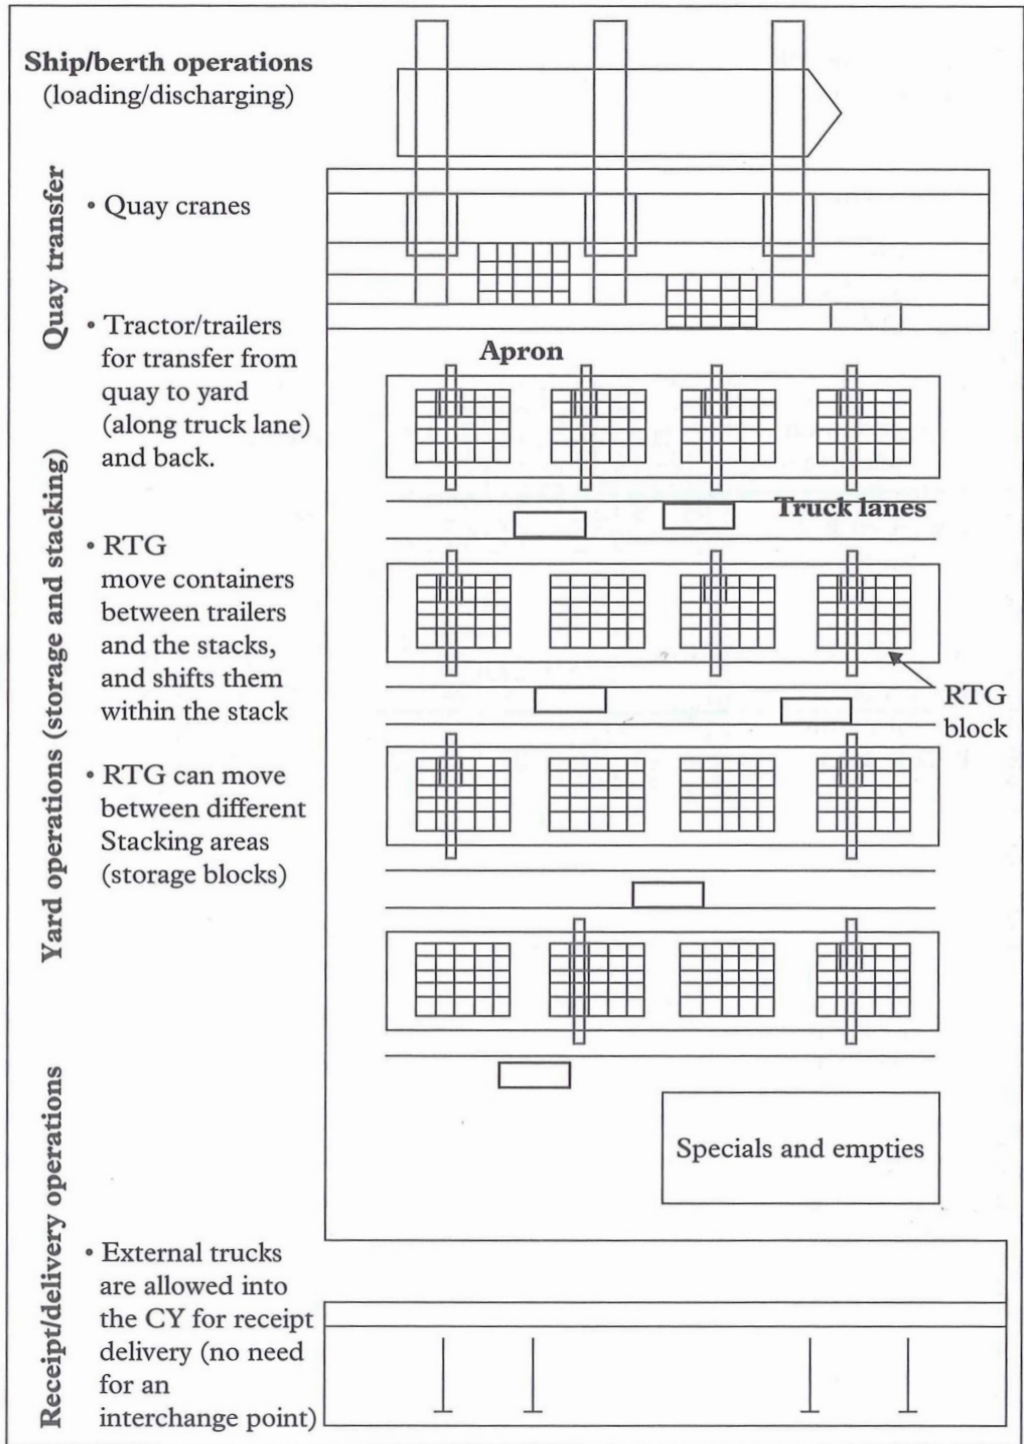 Ship/berth operations
(loading/discharging)
Quay transfer
• Quay cranes
• Tractor/trailers
for transfer from
quay to yard
(along truck lane)
and back.
Apron
Truck lanes
Yard operations (storage and stacking)
• RTG
move containers
between trailers
and the stacks,
and shifts them
within the stack
RTG
block
• RTG can move
between different
Stacking areas
(storage blocks)
Specials and empties
Receipt/delivery operations
• External trucks
are allowed into
the CY for receipt
delivery (no need
for an
interchange point)